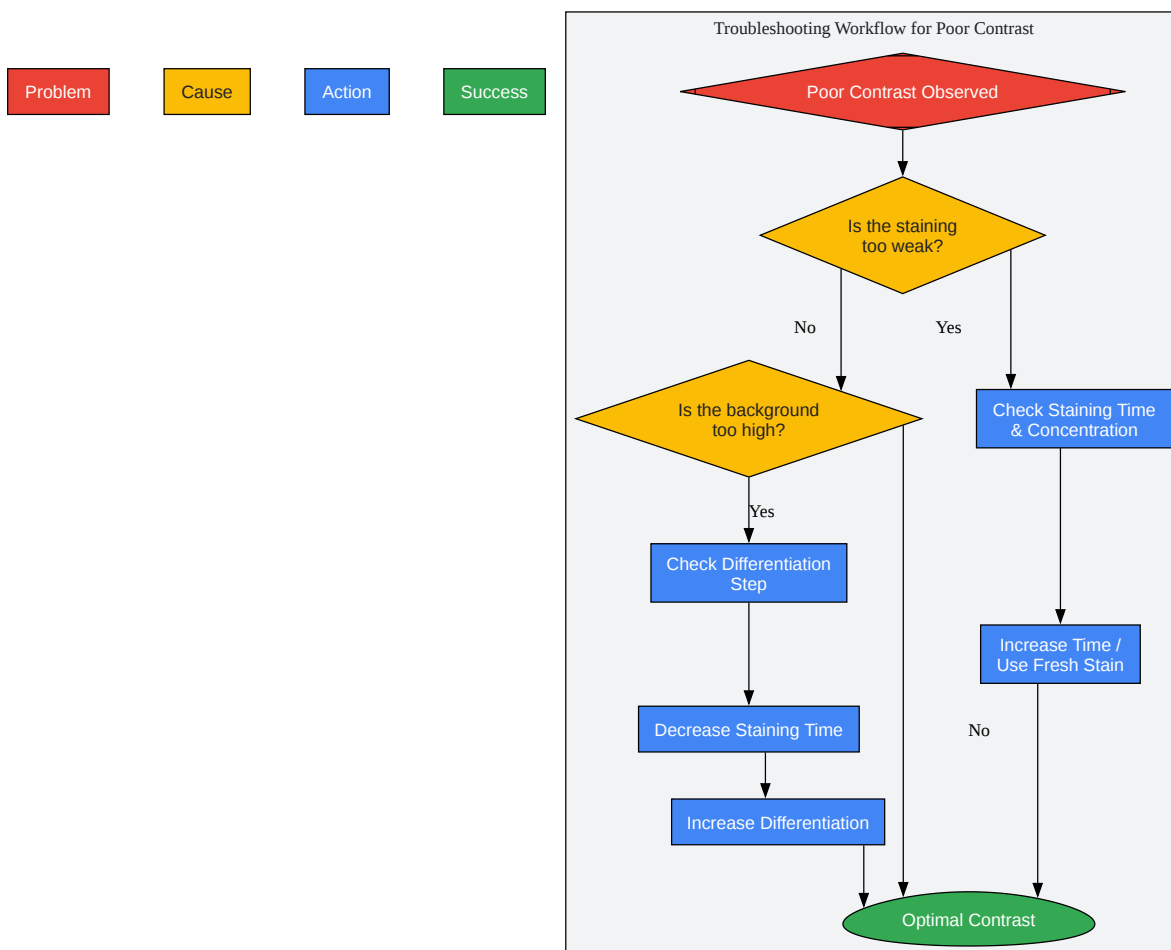 Troubleshooting Workflow for Poor Contrast
Problem
Cause
Action
Success
Poor Contrast Observed
Is the staining
too weak?
No
Yes
Is the background
too high?
Check Staining Time
& Concentration
Yes
Check Differentiation
Step
Increase Time /
Use Fresh Stain
Decrease Staining Time
No
Increase Differentiation
Optimal Contrast